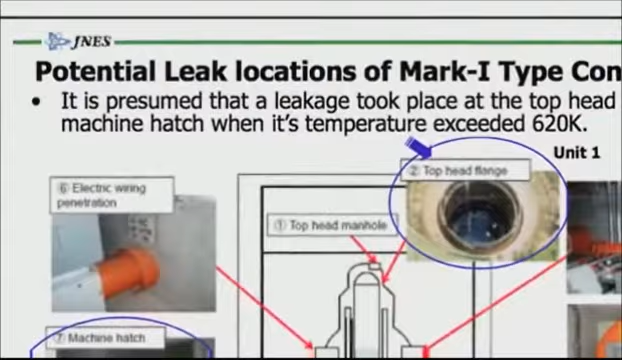 JNES
Potential Leak locations of Mark-I Type Con
• It is presumed that a leakage took place at the top head
machine hatch when it's temperature exceeded 620K.
Unit 1
② Top head flange
⑥ Electric wiring
penetration
① Top head manhole
⑦ Machine hatch